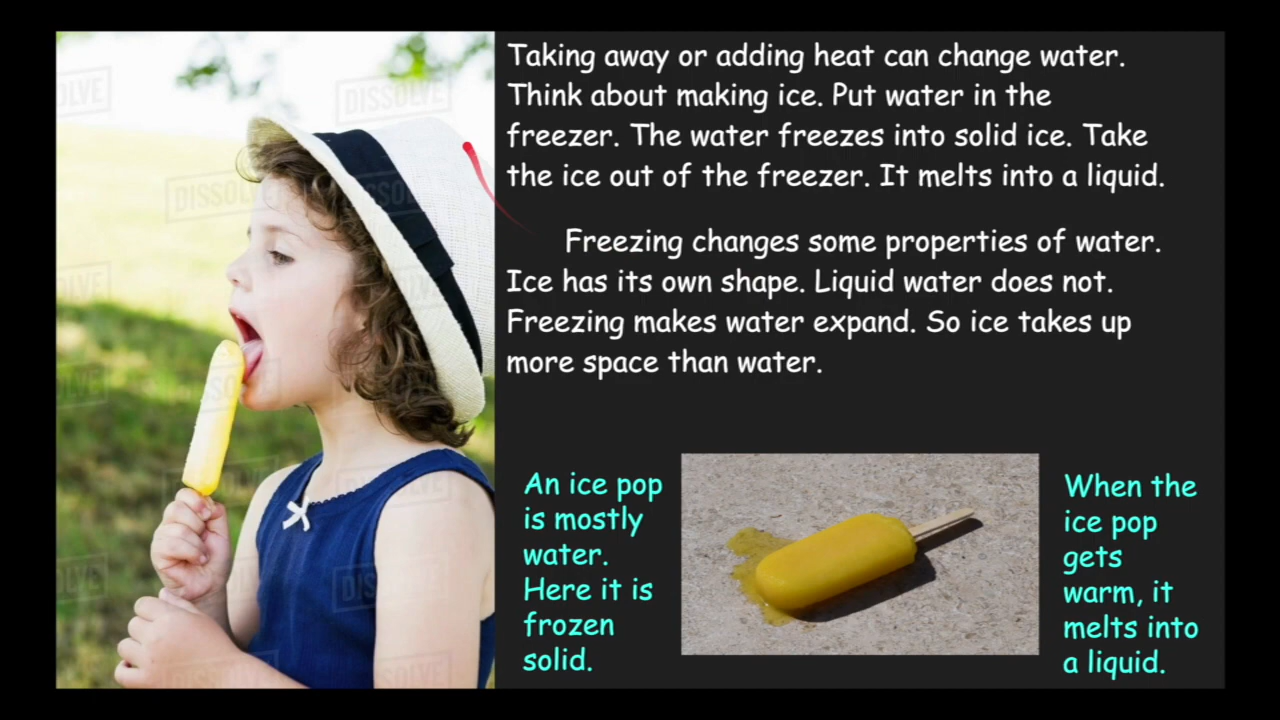 Taking away or adding heat can change water.
Think about making ice. Put water in the
freezer. The water freezes into solid ice. Take
the ice out of the freezer. It melts into a liquid.
Freezing changes some properties of water.
Ice has its own shape. Liquid water does not.
Freezing makes water expand. So ice takes up
more space than water.
An ice pop
is mostly
water.
Here it is
frozen
solid.
When the
ice pop
gets
warm, it
melts into
a liquid.
DISSOLVE
DISSOLVE